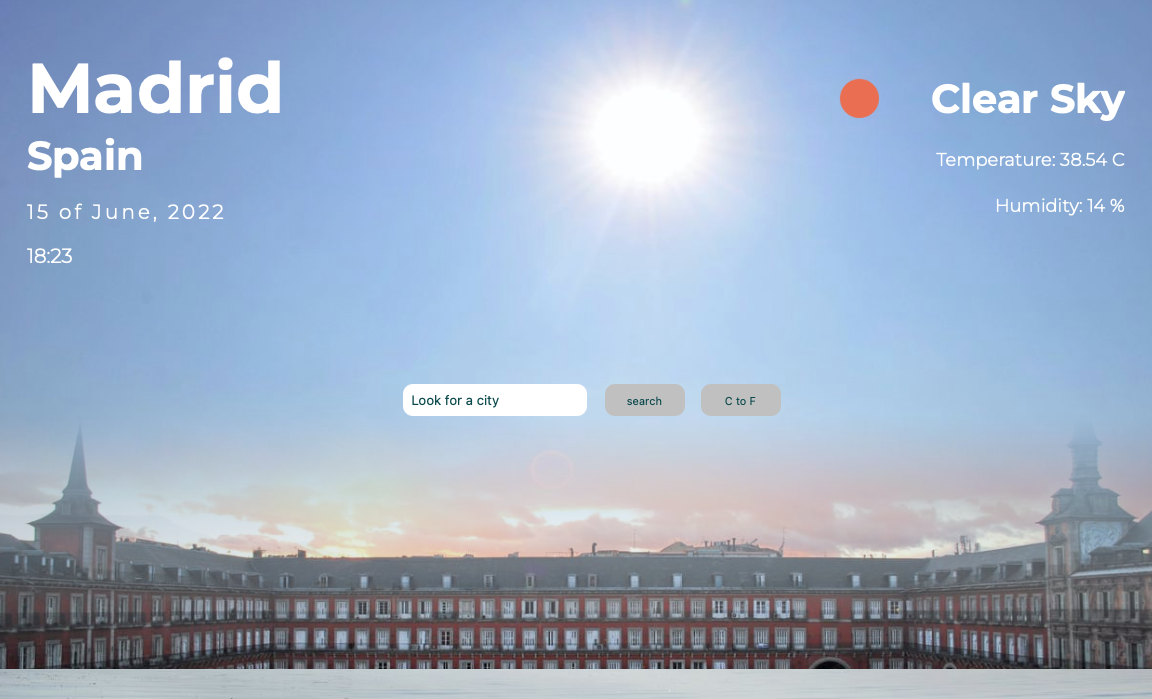 Madrid
Spain
15 of June, 2022
18:23
Clear Sky
Temperature: 38.54 C
Humidity: 14 %
Look for a city
search
C to F